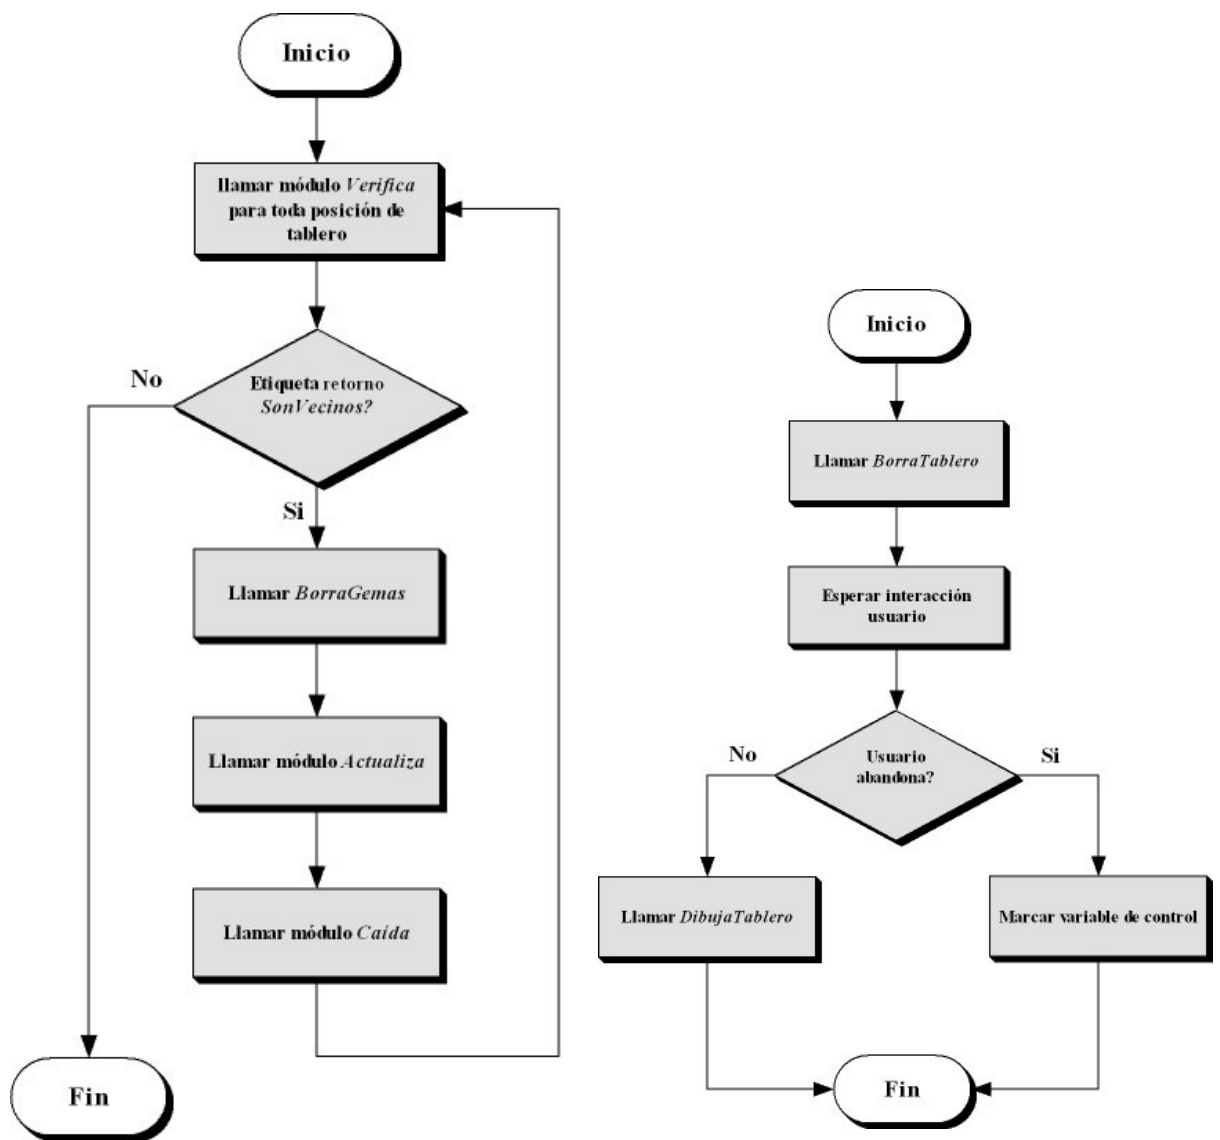 Inicio
llamar módulo Verifica
para toda posición de
tablero
No
Etiqueta retorno
SonVecinos?
Si
Llamar BorraGemas
Llamar módulo Actualiza
Llamar módulo Caída
Fin
Inicio
Llamar BorraTablero
Esperar interacción
usuario
No
Usuario
abandona?
Si
Llamar DibujaTablero
Marcar variable de control
Fin